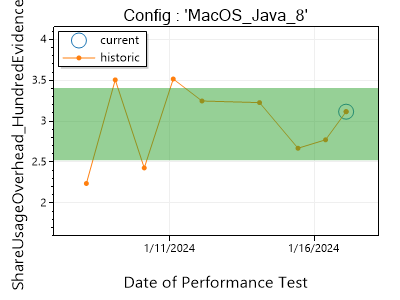 Config : 'MacOS_Java_8'
current
historic
4
3.5
3
2.5
2
ShareUsageOverhead_HundredEvidence
1/11/2024
1/16/2024
Date of Performance Test